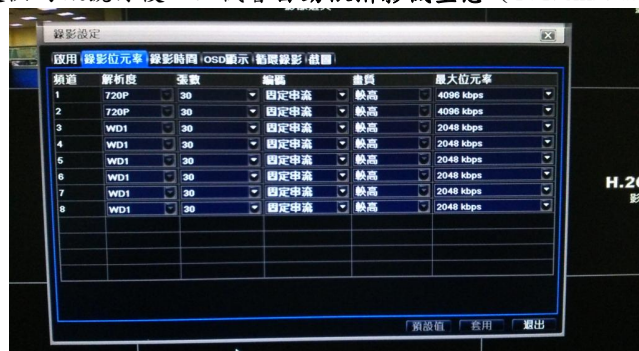 錄影設定
啟用 錄影位元率 錄影時間 OSD顯示 循環錄影 截圖
頻道 解析度 張數 編碼 畫質 最大位元率
1 720P 30 固定串流 較高 4096 kbps
2 720P 30 固定串流 較高 4096 kbps
3 WD1 30 固定串流 較高 2048 kbps
4 WD1 30 固定串流 較高 2048 kbps
5 WD1 30 固定串流 較高 2048 kbps
6 WD1 30 固定串流 較高 2048 kbps
7 WD1 30 固定串流 較高 2048 kbps
8 WD1 30 固定串流 較高 2048 kbps
H.26
預設值 套用 退出